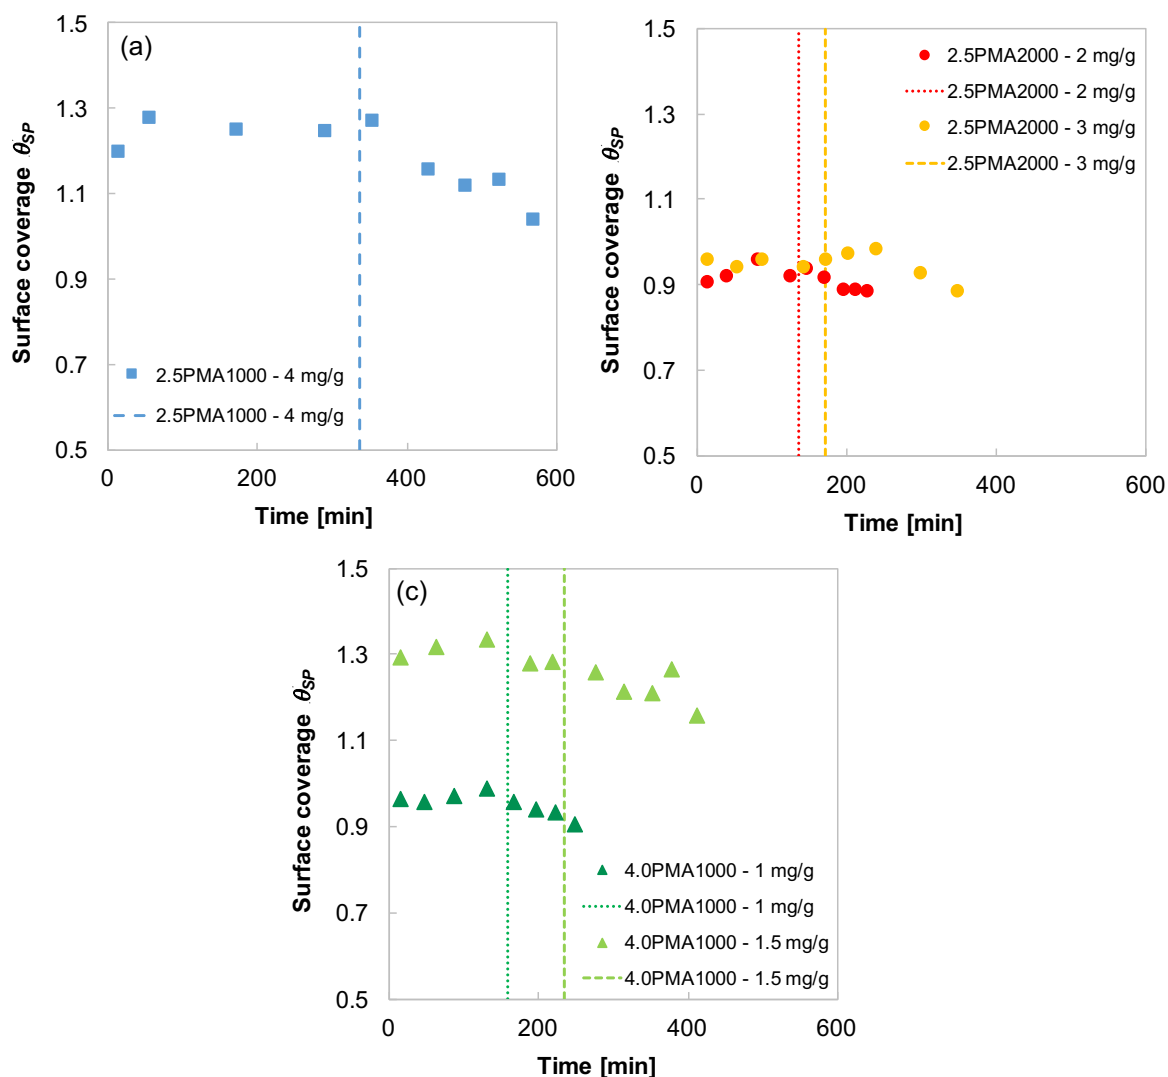 1.5
(a)
1.3
1.1
0.9
0.7
0.5
Surface coverage θSP
2.5PMA1000 - 4 mg/g
2.5PMA1000 - 4 mg/g
0 200 400 600
Time [min]
1.5
1.3
1.1
0.9
0.7
0.5
Surface coverage θSP
2.5PMA2000 - 2 mg/g
2.5PMA2000 - 2 mg/g
2.5PMA2000 - 3 mg/g
2.5PMA2000 - 3 mg/g
0 200 400 600
Time [min]
1.5
(c)
1.3
1.1
0.9
0.7
0.5
Surface coverage θSP
4.0PMA1000 - 1 mg/g
4.0PMA1000 - 1 mg/g
4.0PMA1000 - 1.5 mg/g
4.0PMA1000 - 1.5 mg/g
0 200 400 600
Time [min]